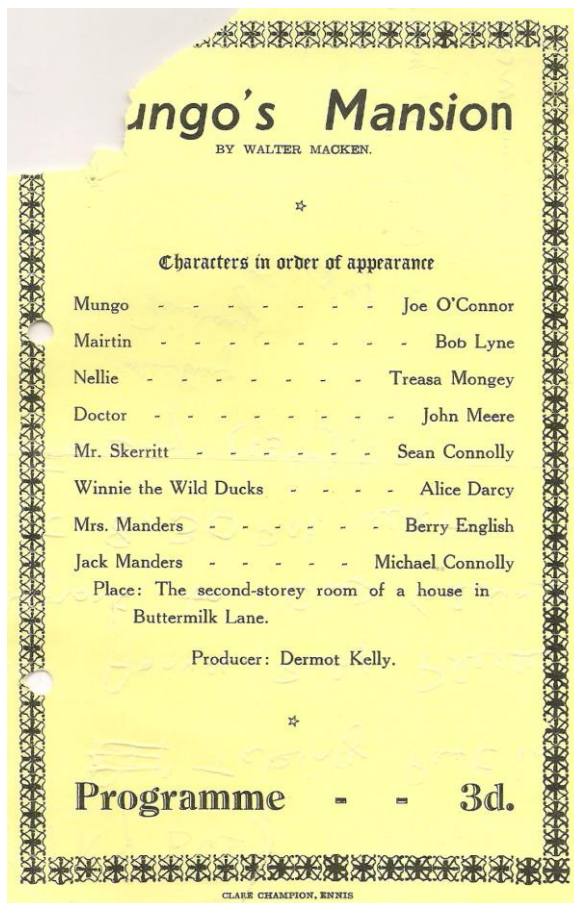 ungo's Mansion
BY WALTER MACKEN.
Characters in order of appearance
Mungo - - - - - - - Joe O'Connor
Mairtin - - - - - - - - Bob Lyne
Nellie - - - - - - - Treasa Mongey
Doctor - - - - - - - - John Meere
Mr. Skerritt - - - - - - Sean Connolly
Winnie the Wild Ducks - - - - Alice Darcy
Mrs. Manders - - - - - - Berry English
Jack Manders - - - - - Michael Connolly
Place: The second-storey room of a house in
Buttermilk Lane.
Producer: Dermot Kelly.
Programme - - 3d.
CLARE CHAMPION, ENNIS